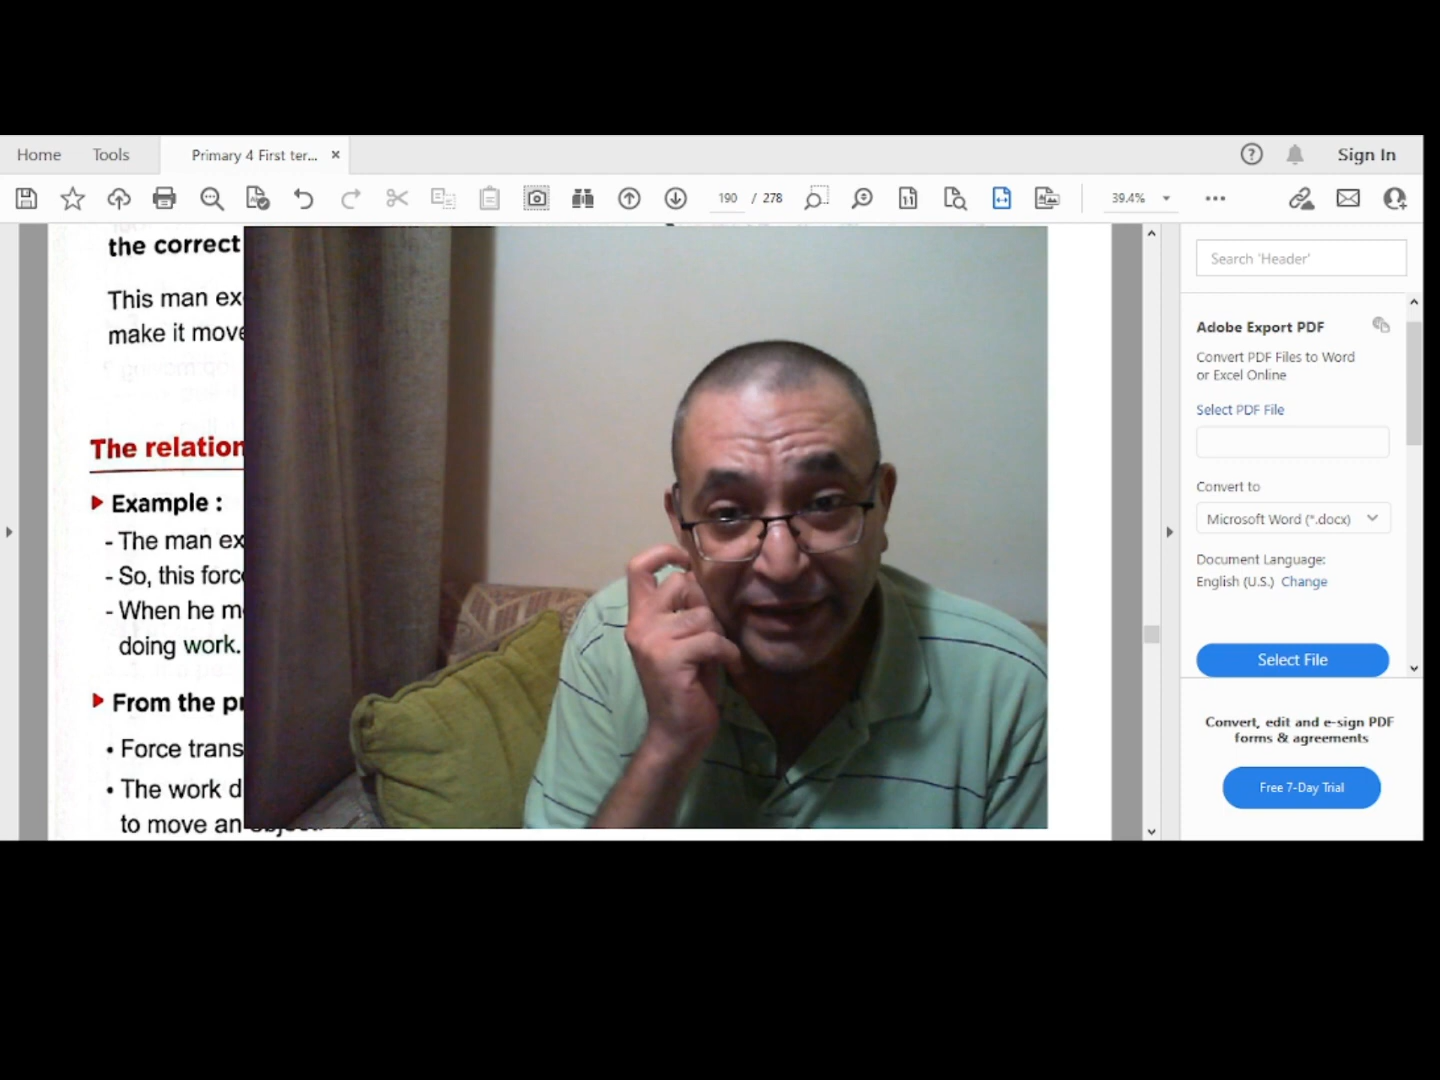 Home Tools Primary 4 First ter... × Sign In
190 / 278 39.4%
the correct
This man ex
make it move
The relation
Example :
- The man ex
- So, this forc
- When he m
doing work.
From the pr
• Force trans
• The work d
to move an object.
Search 'Header'
Adobe Export PDF
Convert PDF Files to Word
or Excel Online
Select PDF File
Convert to
Microsoft Word (*.docx)
Document Language:
English (U.S.) Change
Select File
Convert, edit and e-sign PDF
forms & agreements
Free 7-Day Trial